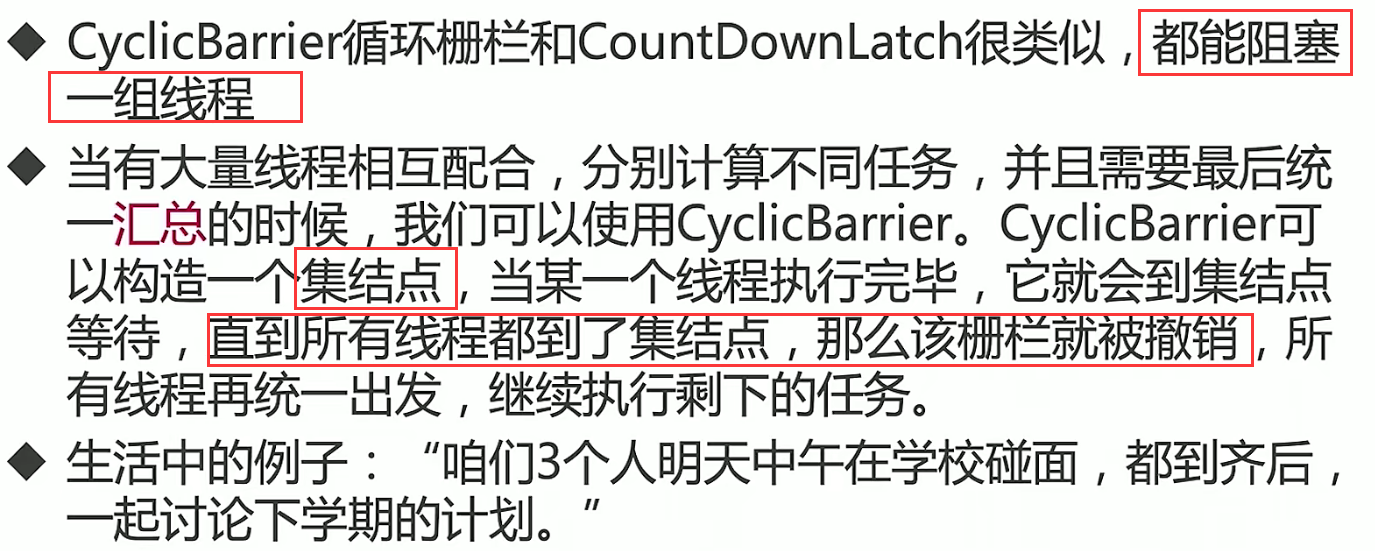 ◆ CyclicBarrier循环栅栏和CountDownLatch很类似，都能阻塞
一组线程
◆ 当有大量线程相互配合，分别计算不同任务，并且需要最后统
一汇总的时候，我们可以使用CyclicBarrier。CyclicBarrier可
以构造一个集结点，当某一个线程执行完毕，它就会到集结点
等待，直到所有线程都到了集结点，那么该栅栏就被撤销，所
有线程再统一出发，继续执行剩下的任务。
◆ 生活中的例子：“咱们3个人明天中午在学校碰面，都到齐后，
一起讨论下学期的计划。”